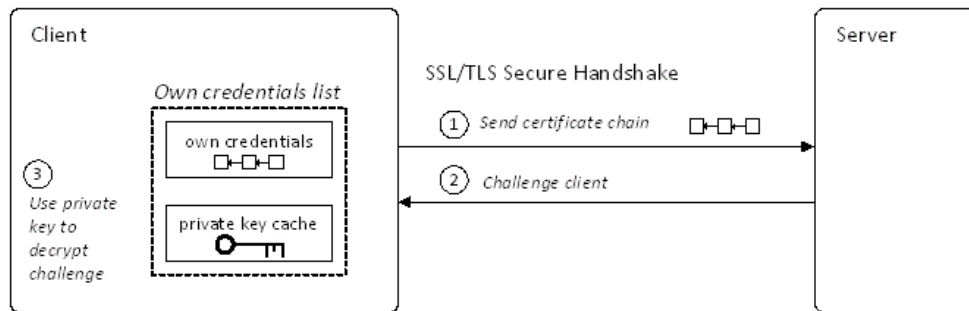 Client
Server
SSL/TLS Secure Handshake
Own credentials list
1 Send certificate chain
own credentials
3
2 Challenge client
Use private
key to
decrypt
challenge
private key cache